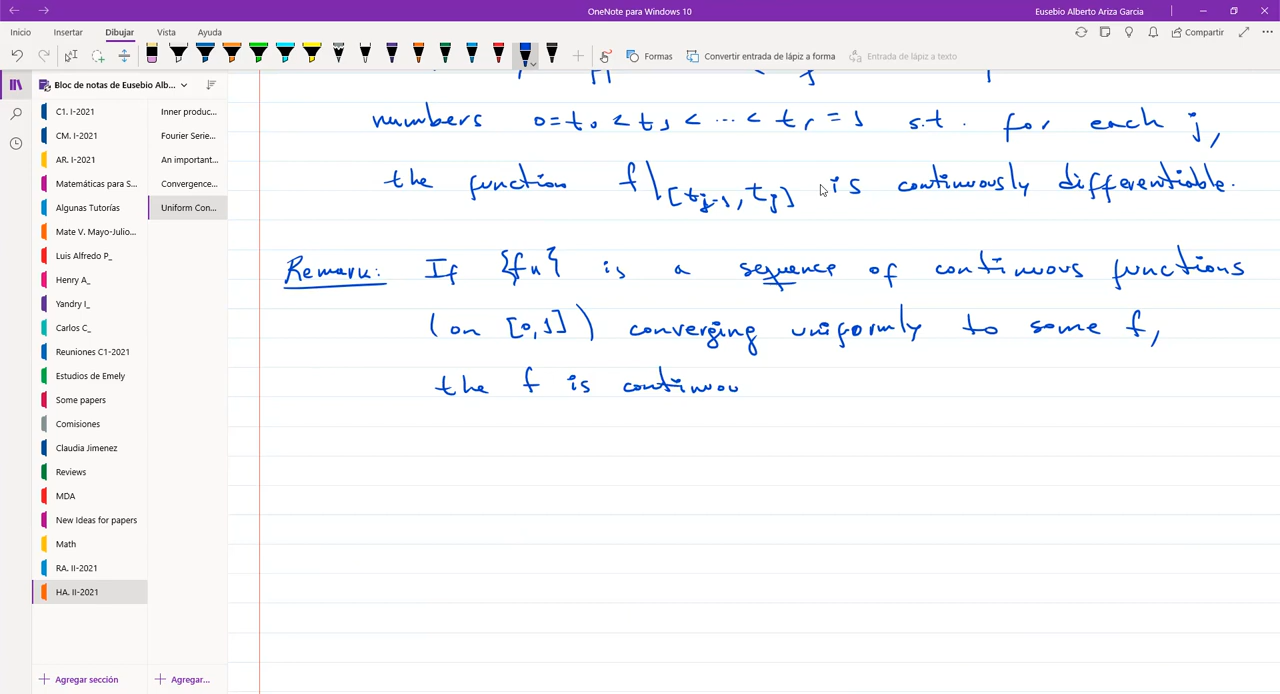 OneNote para Windows 10
Eusebio Alberto Ariza Garcia
Inicio
Insertar
Dibujar
Vista
Ayuda
Compartir
Formas
Convertir entrada de lápiz a forma
Entrada de lápiz a texto
Bloc de notas de Eusebio Alb...
C1. I-2021
CM. I-2021
AR. I-2021
Matemáticas para S...
Algunas Tutorías
Mate V. Mayo-Julio...
Luis Alfredo P_
Henry A_
Yandry I_
Carlos C_
Reuniones C1-2021
Estudios de Emely
Some papers
Comisiones
Claudia Jimenez
Reviews
MDA
New Ideas for papers
Math
RA. II-2021
HA. II-2021
Agregar sección
Inner produc...
Fourier Serie...
An important...
Convergence...
Uniform Con...
Agregar...
numbers 0=t0 < t1 < ... < tr = 1 s.t. for each j,
the function f|[tj-1, tj] is continuously differentiable.
Remark: If {fn} is a sequence of continuous functions
(on [0,1]) converging uniformly to some f,
the f is continuou